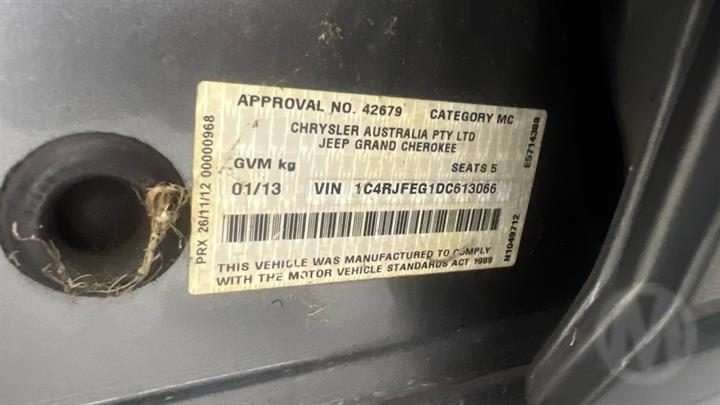 APPROVAL NO. 42679 CATEGORY MC
CHRYSLER AUSTRALIA PTY LTD
JEEP GRAND CHEROKEE
GVM kg SEATS 5
01/13 VIN 1C4RJFEG1DC613066
THIS VEHICLE WAS MANUFACTURED TO COMPLY
WITH THE MOTOR VEHICLE STANDARDS ACT 1989
PRX 26/11/12 00000968
E5714388
N1049712
M